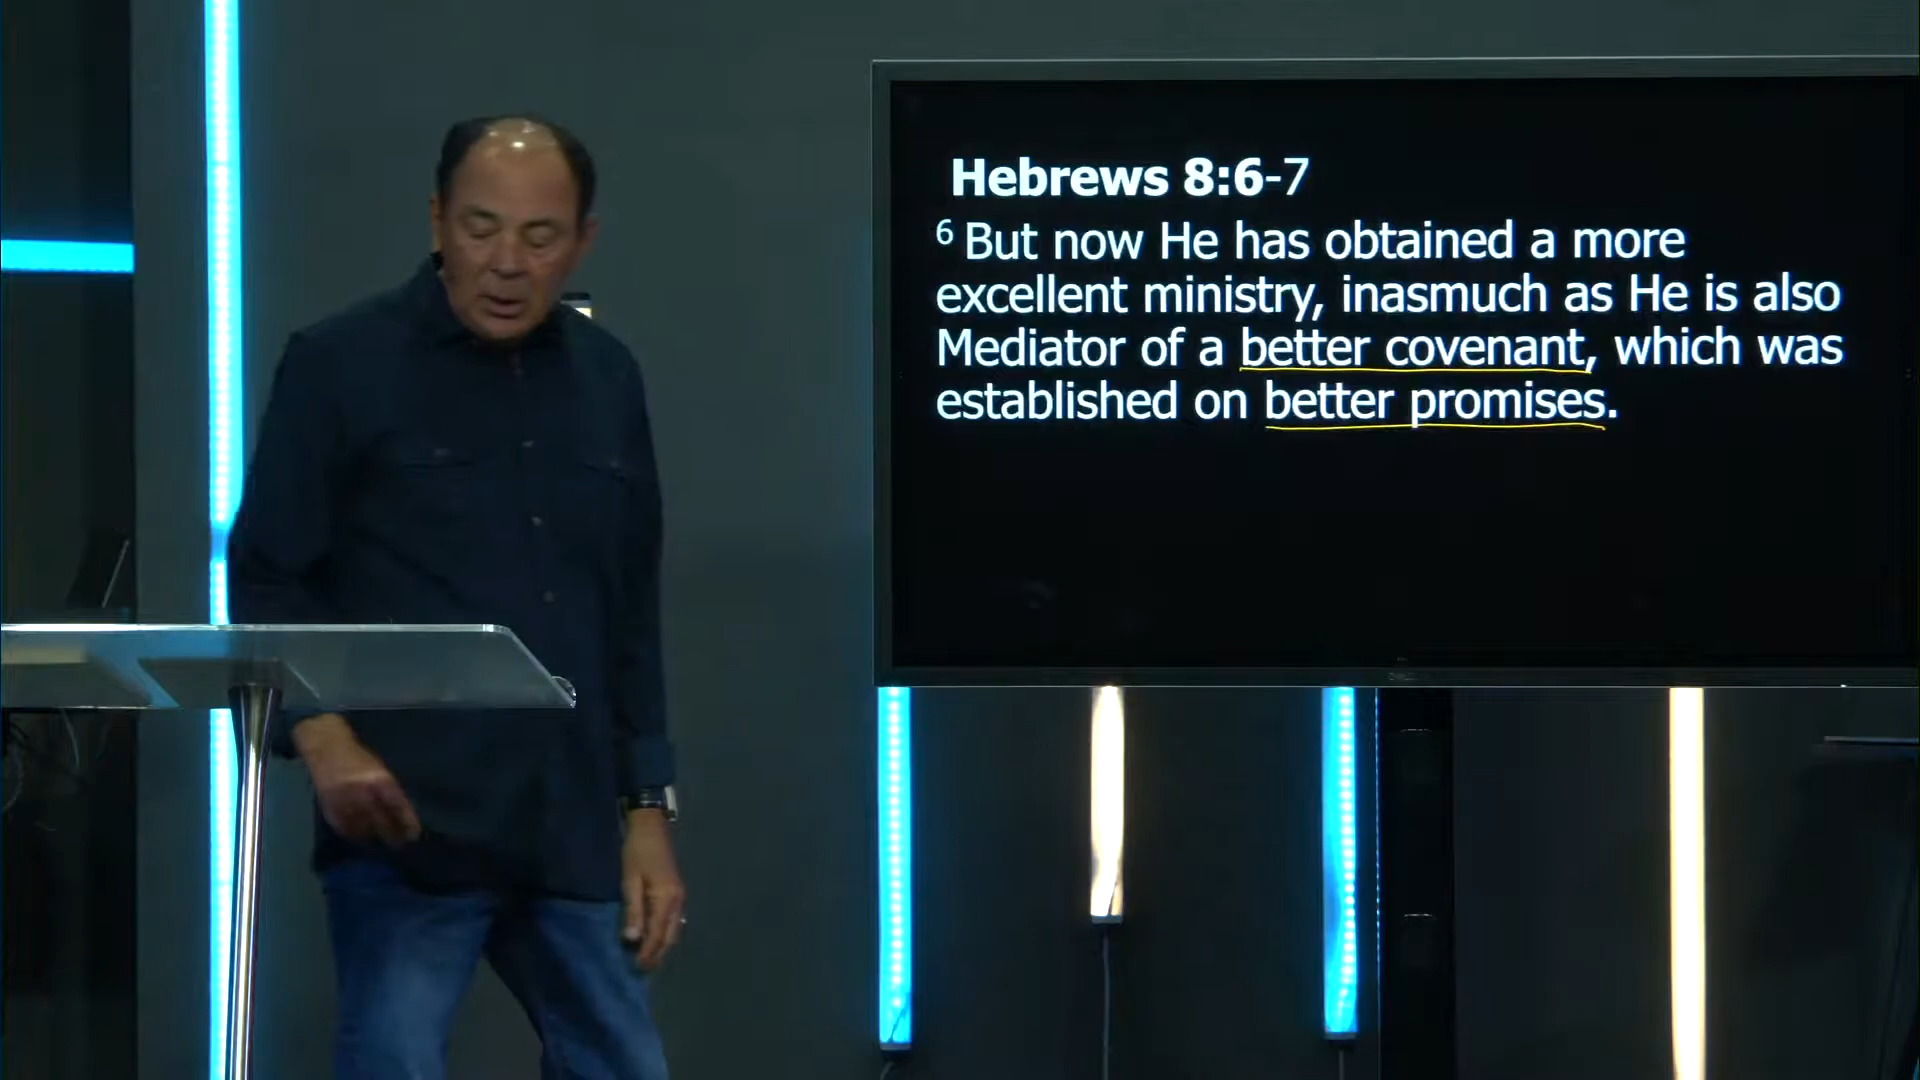 Hebrews 8:6-7
6 But now He has obtained a more
excellent ministry, inasmuch as He is also
Mediator of a better covenant, which was
established on better promises.